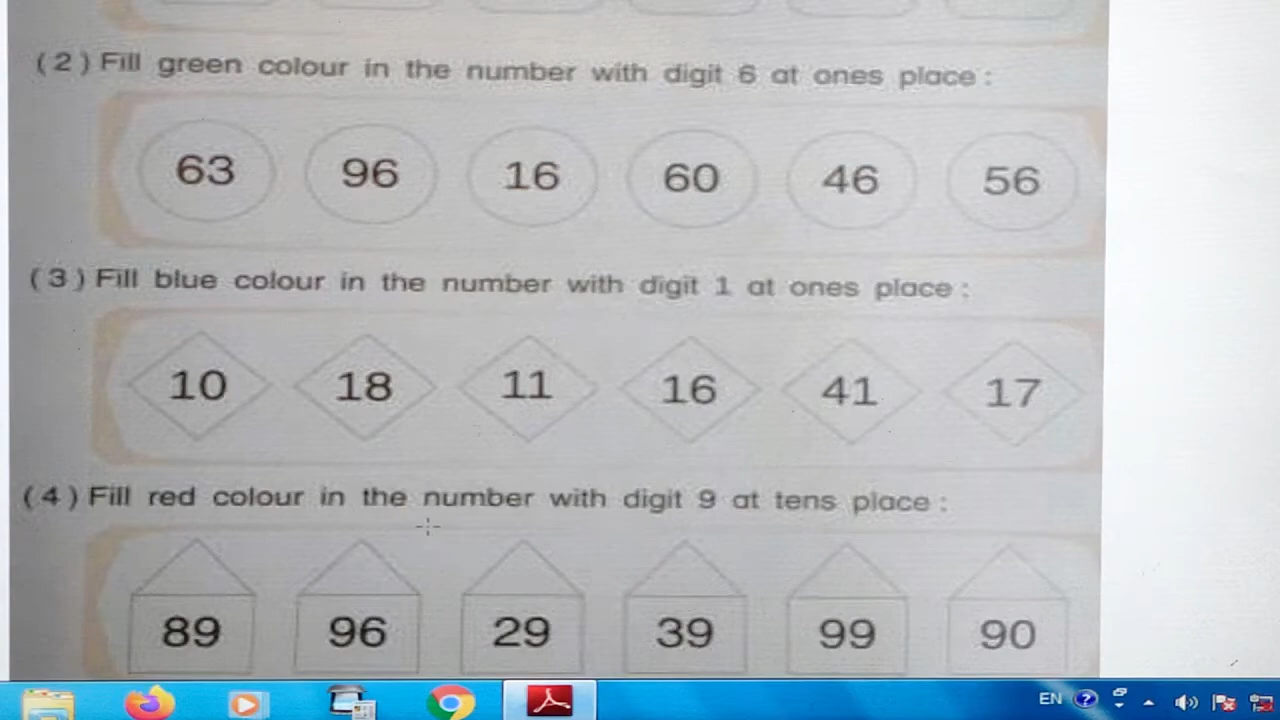 (2) Fill green colour in the number with digit 6 at ones place :
63 96 16 60 46 56
(3) Fill blue colour in the number with digit 1 at ones place :
10 18 11 16 41 17
(4) Fill red colour in the number with digit 9 at tens place :
89 96 29 39 99 90
EN